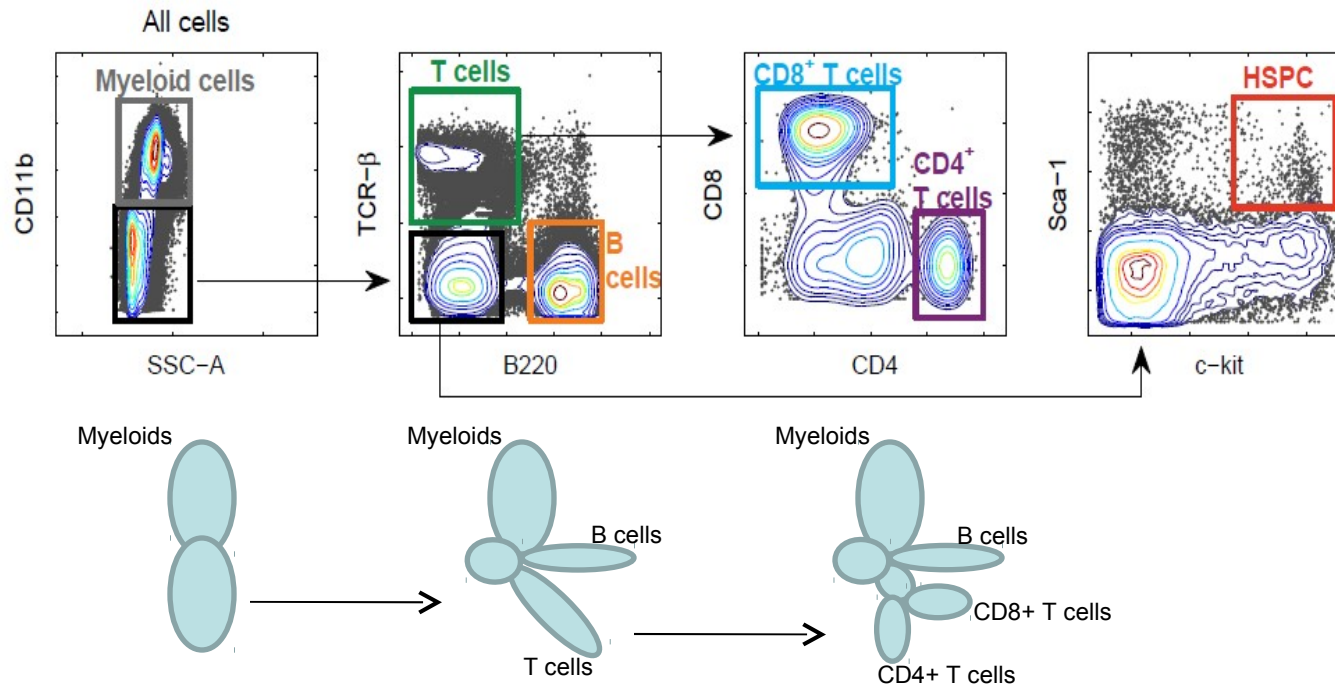 All cells
Myeloid cells
CD11b
SSC-A
T cells
TCR-β
B
cells
B220
CD8⁺ T cells
CD4⁺
T cells
CD8
CD4
HSPC
Sca-1
c-kit
Myeloids
Myeloids
B cells
T cells
Myeloids
B cells
CD8+ T cells
CD4+ T cells